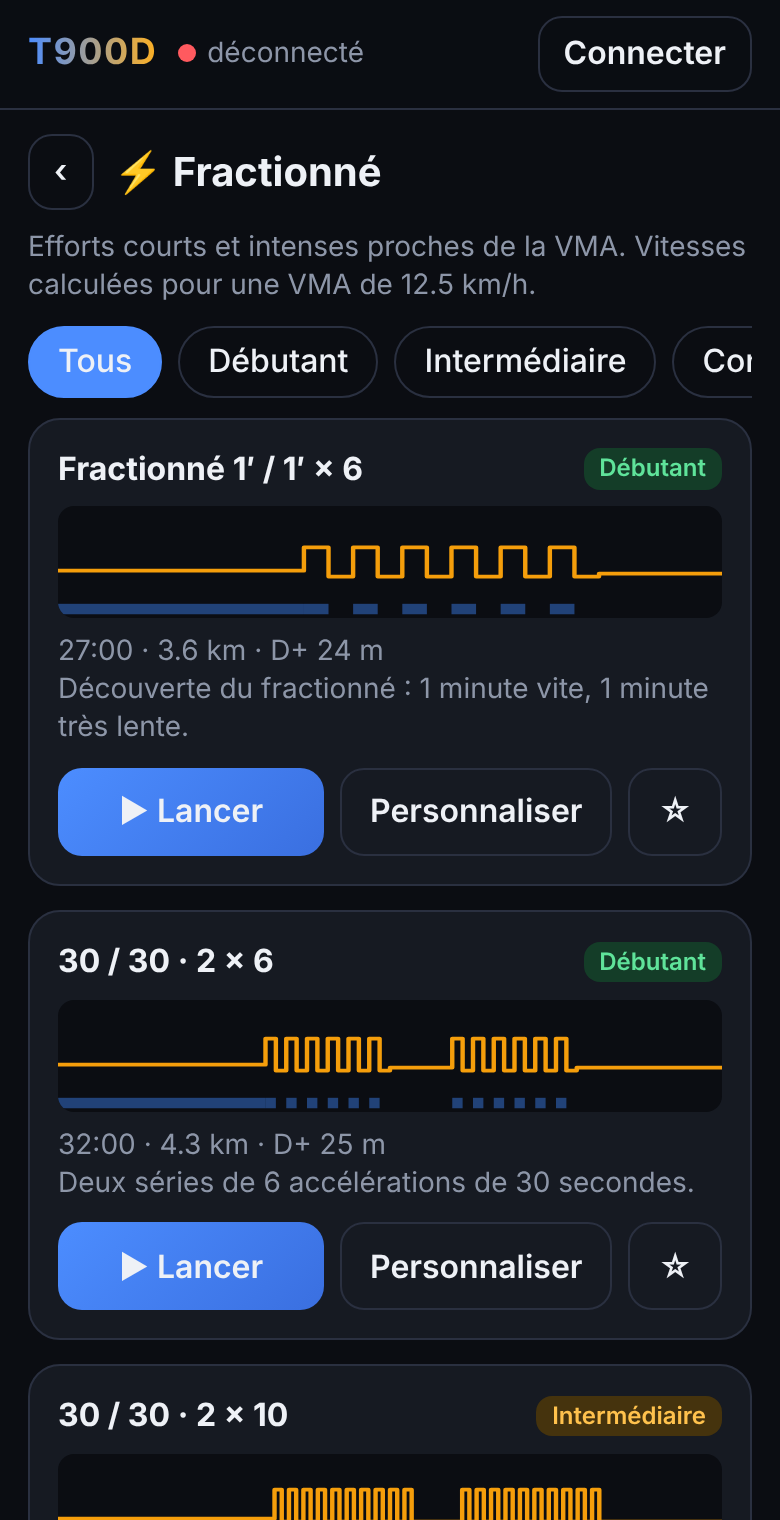 T900D déconnecté Connecter
‹ ⚡ Fractionné
Efforts courts et intenses proches de la VMA. Vitesses
calculées pour une VMA de 12.5 km/h.
Tous Débutant Intermédiaire
Fractionné 1′ / 1′ × 6 Débutant
27:00 · 3.6 km · D+ 24 m
Découverte du fractionné : 1 minute vite, 1 minute
très lente.
▶ Lancer Personnaliser ☆
30 / 30 · 2 × 6 Débutant
32:00 · 4.3 km · D+ 25 m
Deux séries de 6 accélérations de 30 secondes.
▶ Lancer Personnaliser ☆
30 / 30 · 2 × 10 Intermédiaire